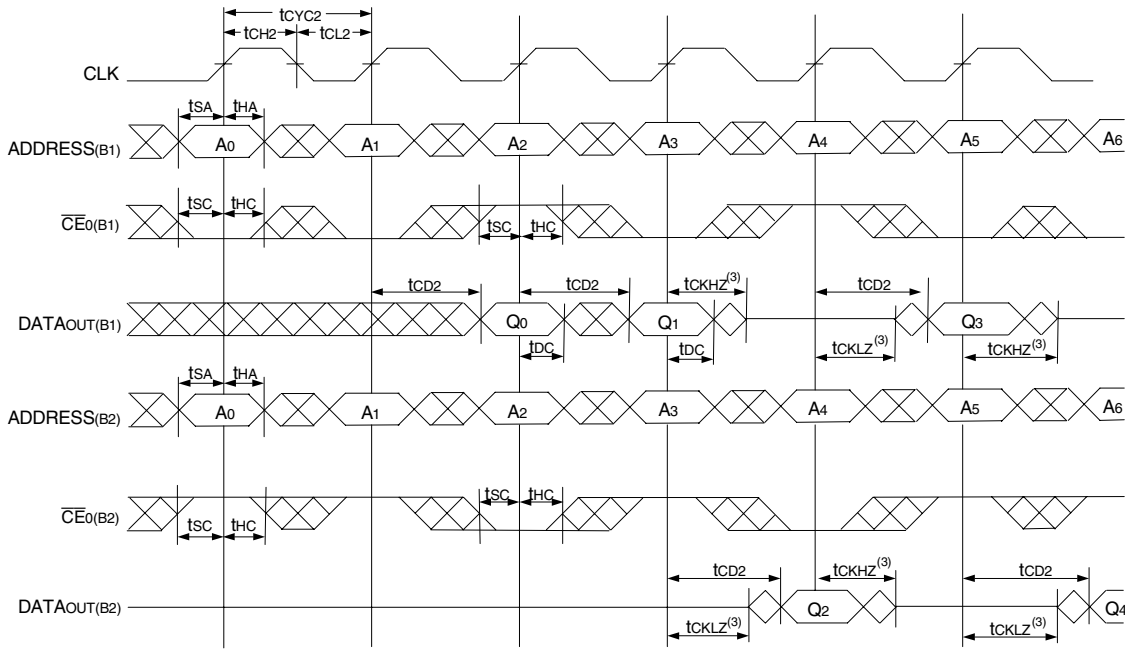 tCYC2
tCH2 tCL2
CLK
tSA tHA
ADDRESS(B1) A0 A1 A2 A3 A4 A5 A6
CE0(B1) tSC tHC tSC tHC
tCD2 tCD2 tCKHZ(3) tCD2
DATAOUT(B1) Q0 Q1 Q3
tDC tDC tCKLZ(3) tCKHZ(3)
tSA tHA
ADDRESS(B2) A0 A1 A2 A3 A4 A5 A6
tSC tHC
CE0(B2)
tSC tHC
tCD2 tCKHZ(3) tCD2
DATAOUT(B2) Q2 Q4
tCKLZ(3) tCKLZ(3)